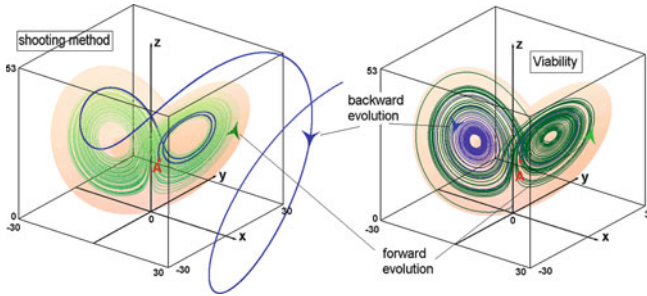 shooting method
z
53
A
y
0
-30
0
30
x
30
-30
backward
evolution
forward
evolution
Viability
z
53
A
y
0
-30
0
3
x
30
-30